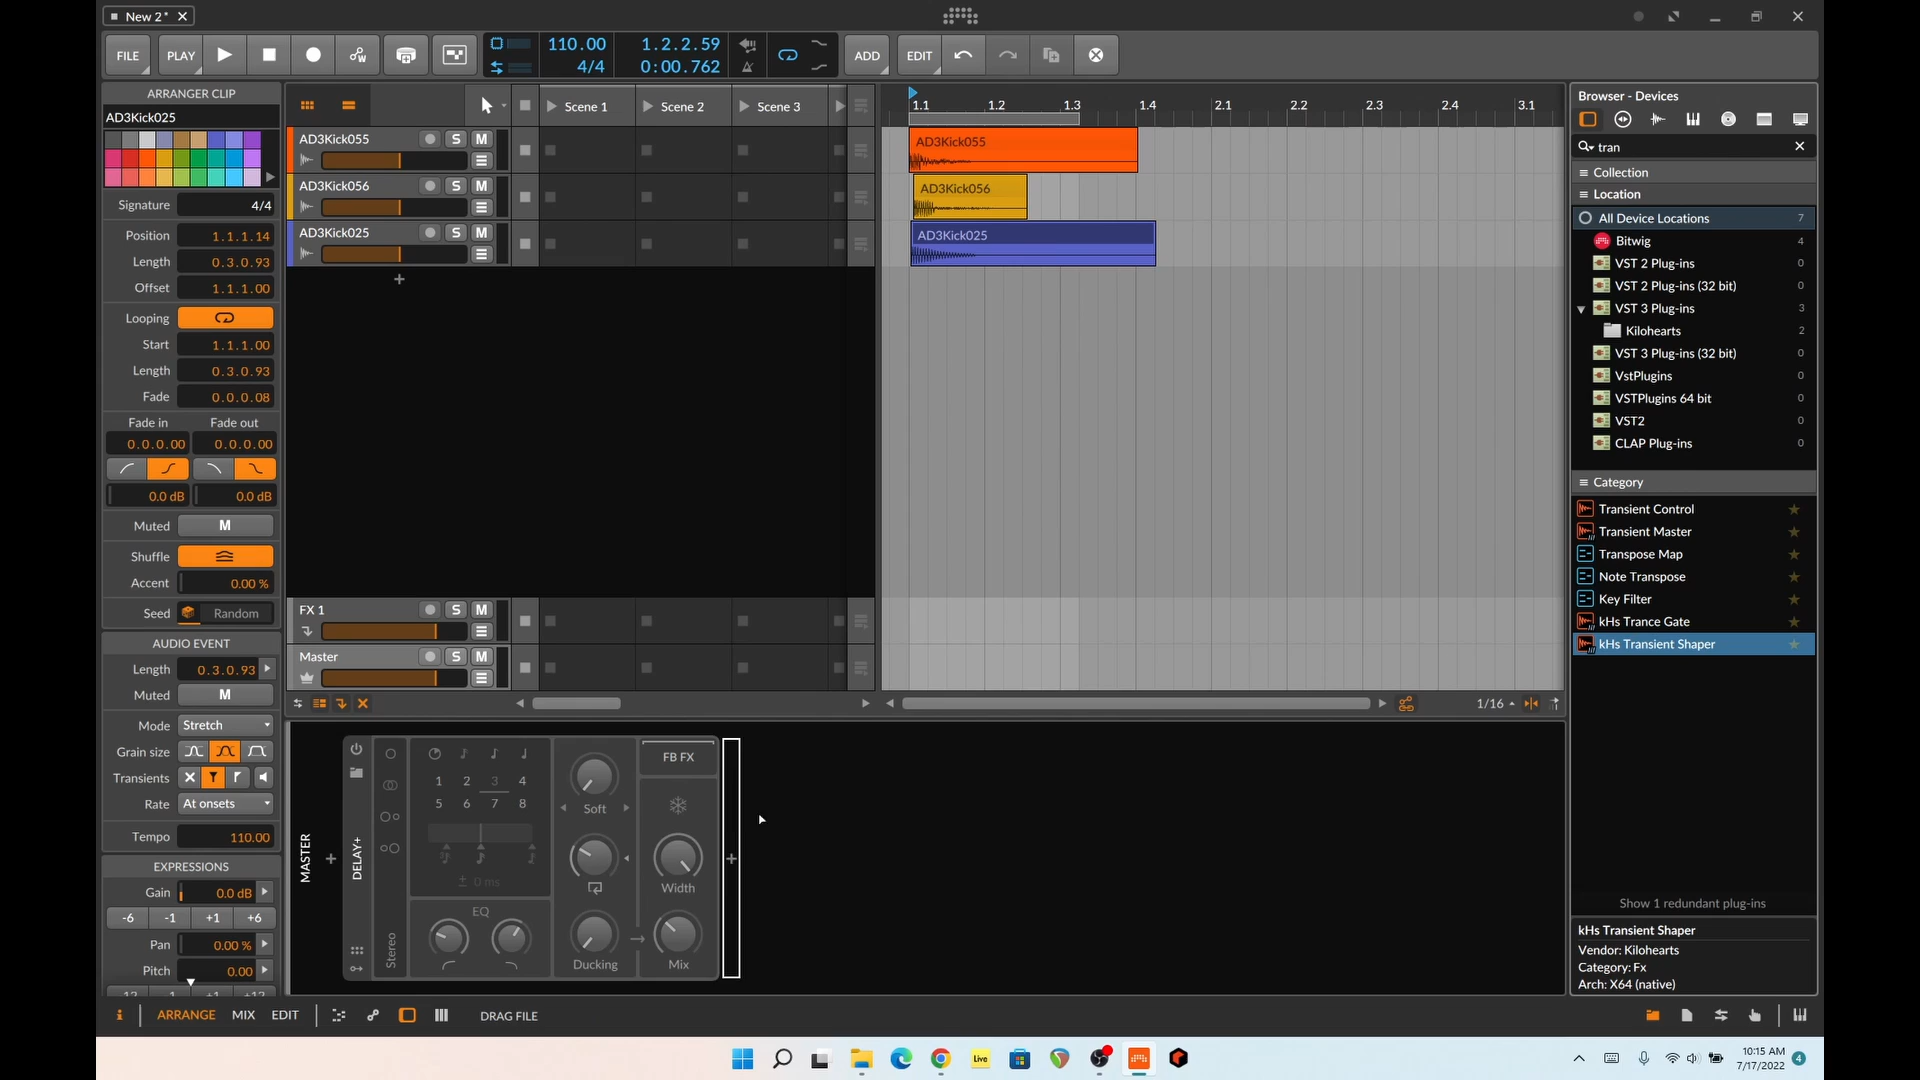 New 2*
FILE
PLAY
110.00
4/4
1.2.2.59
0:00.762
ADD
EDIT
ARRANGER CLIP
AD3Kick025
Signature 4/4
Position 1.1.1.14
Length 0.3.0.93
Offset 1.1.1.00
Looping
Start 1.1.1.00
Length 0.3.0.93
Fade 0.0.0.08
Fade in Fade out
0.0.0.00 0.0.0.00
0.0 dB 0.0 dB
Muted M
Shuffle
Accent 0.00 %
Seed Random
AUDIO EVENT
Length 0.3.0.93
Muted M
Mode Stretch
Grain size
Transients
Rate At onsets
Tempo 110.00
EXPRESSIONS
Gain 0.0 dB
-6 -1 +1 +6
Pan 0.00 %
Pitch 0.00
-12 -1 +1 +12
Scene 1 Scene 2 Scene 3
AD3Kick055 S M
AD3Kick056 S M
AD3Kick025 S M
+
FX 1 S M
Master S M
1.1 1.2 1.3 1.4 2.1 2.2 2.3 2.4 3.1
AD3Kick055
AD3Kick056
AD3Kick025
1/16
MASTER
+
DELAY+
Stereo
1 2 3 4
5 6 7 8
± 0 ms
EQ
Soft
Ducking
FB FX
Width
Mix
+
Browser - Devices
tran
Collection
Location
All Device Locations 7
Bitwig 4
VST 2 Plug-ins 0
VST 2 Plug-ins (32 bit) 0
VST 3 Plug-ins 3
Kilohearts 2
VST 3 Plug-ins (32 bit) 0
VstPlugins 0
VSTPlugins 64 bit 0
VST2 0
CLAP Plug-ins 0
Category
Transient Control
Transient Master
Transpose Map
Note Transpose
Key Filter
kHs Trance Gate
kHs Transient Shaper
Show 1 redundant plug-ins
kHs Transient Shaper
Vendor: Kilohearts
Category: Fx
Arch: X64 (native)
i ARRANGE MIX EDIT DRAG FILE
Live
10:15 AM
7/17/2022
4